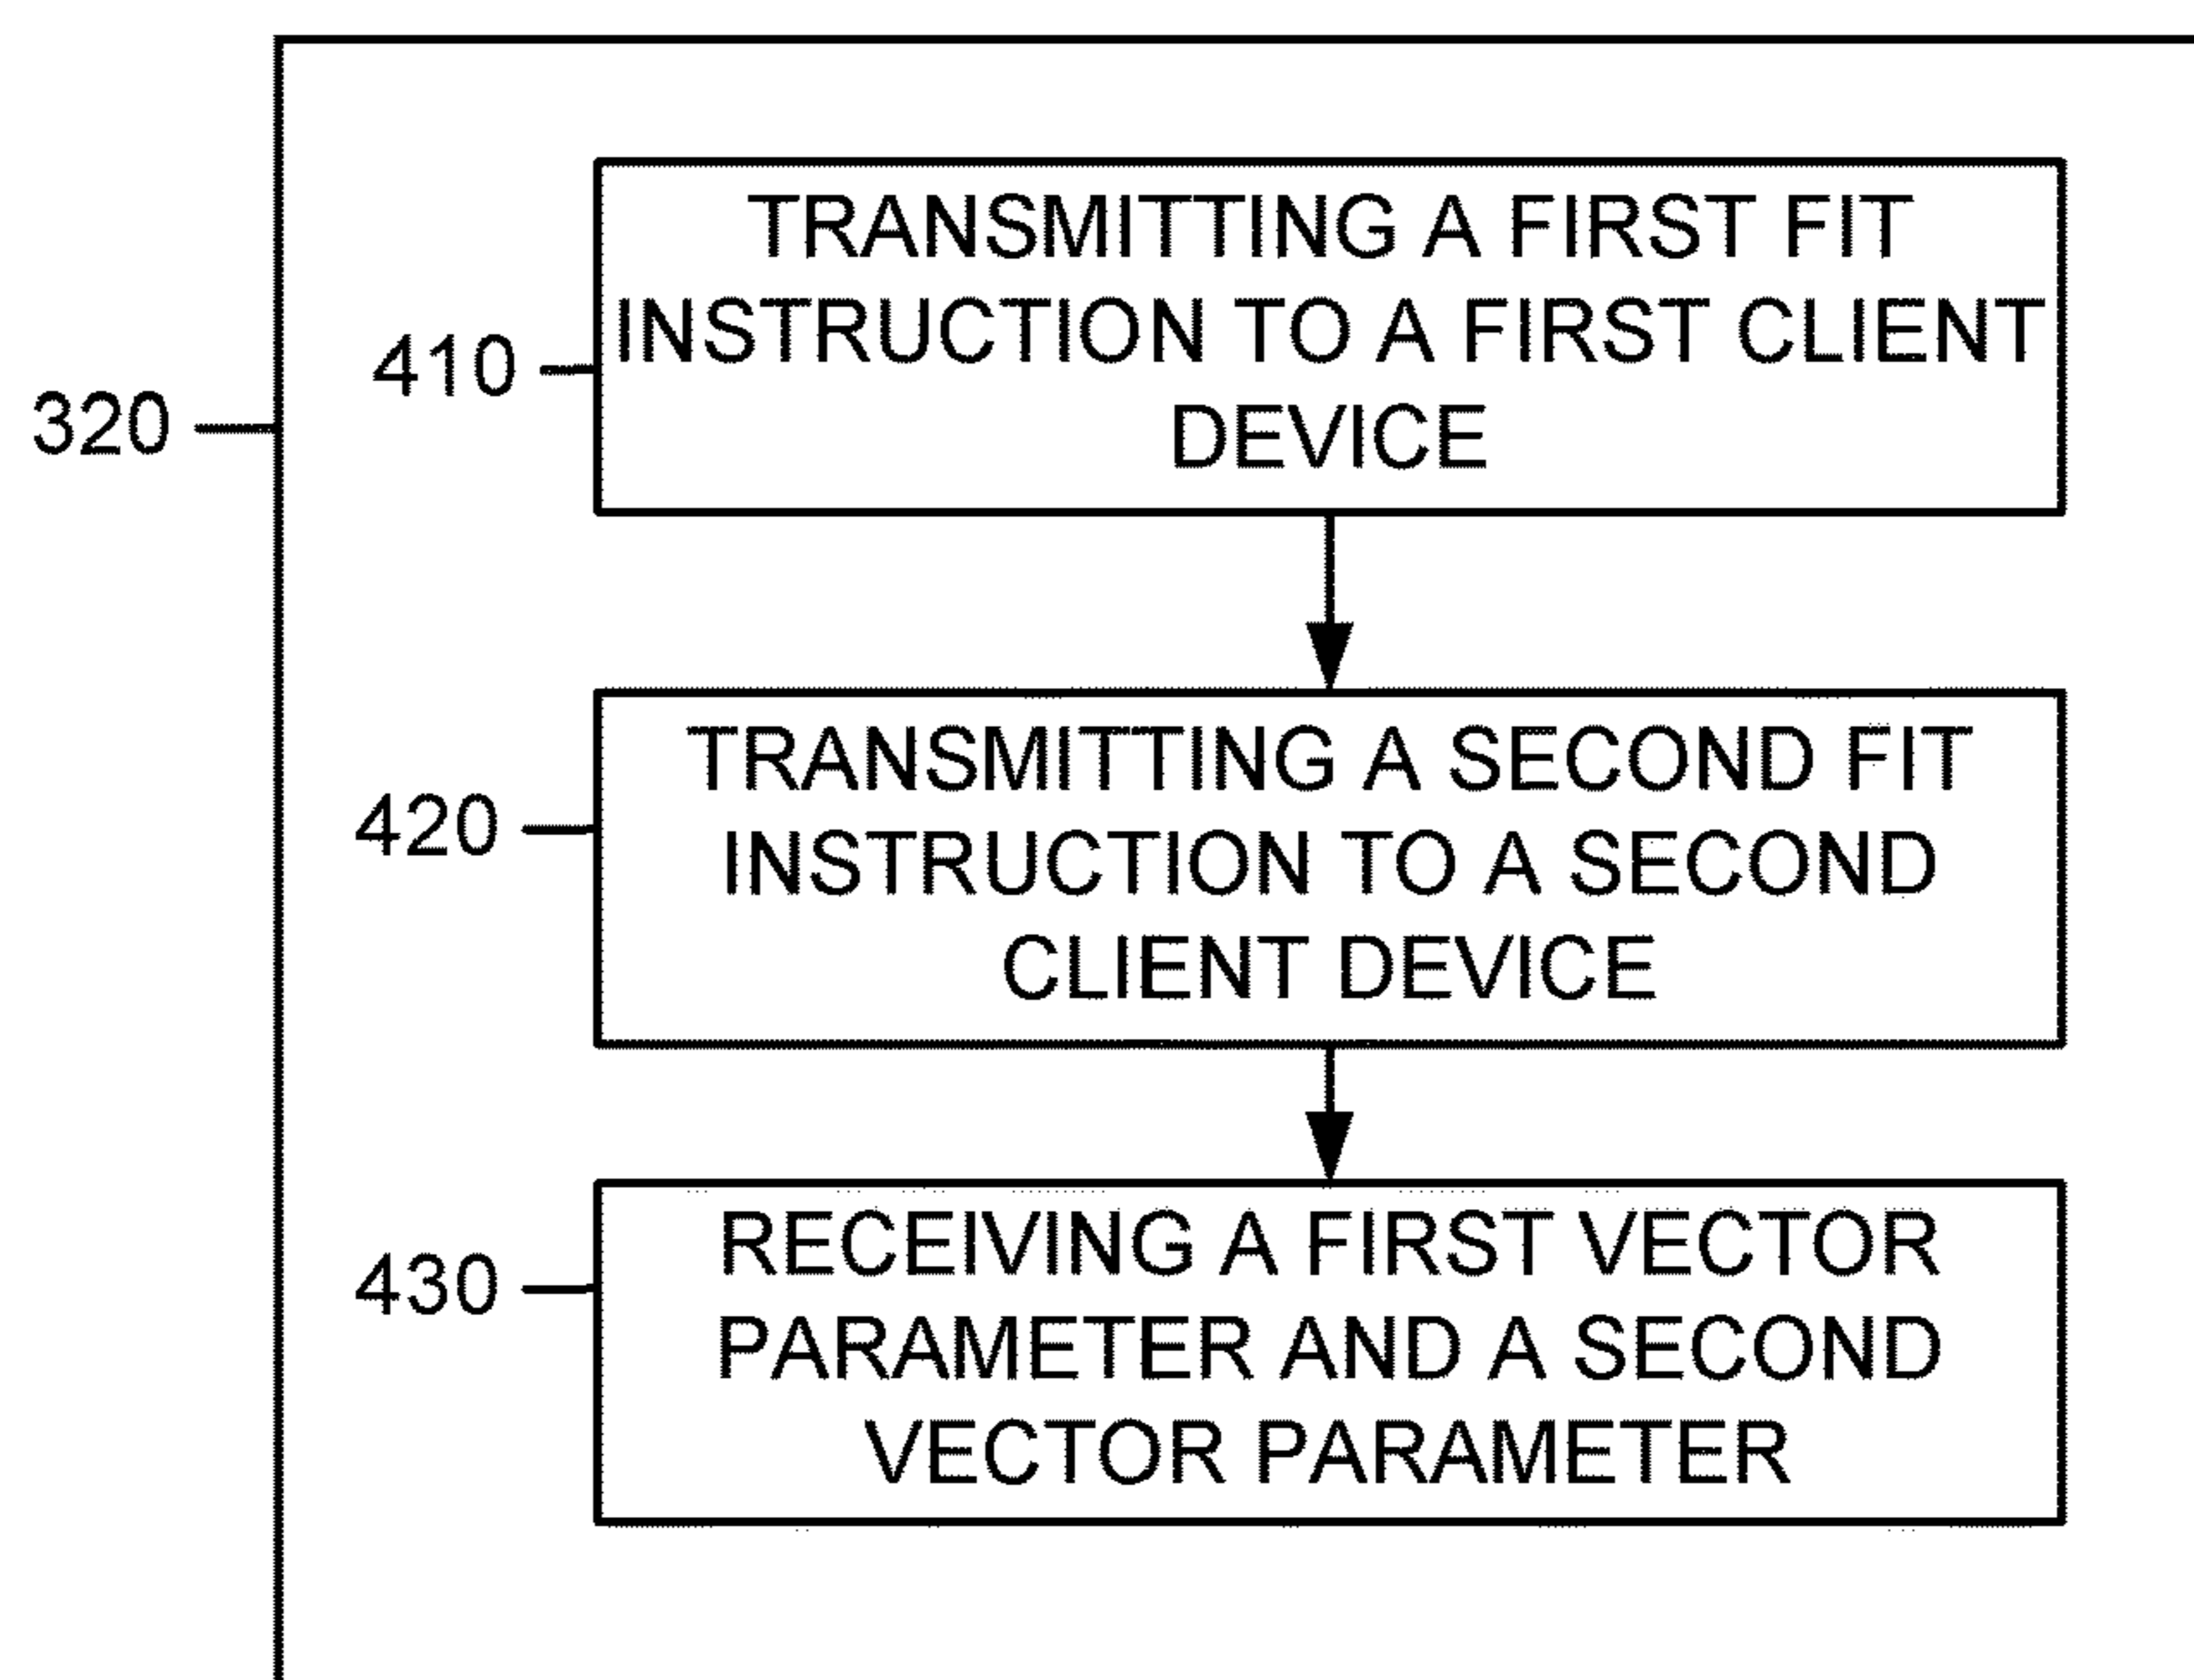 TRANSMITTING A FIRST FIT
INSTRUCTION TO A FIRST CLIENT
DEVICE
410
320
TRANSMITTING A SECOND FIT
INSTRUCTION TO A SECOND
CLIENT DEVICE
420
RECEIVING A FIRST VECTOR
PARAMETER AND A SECOND
VECTOR PARAMETER
430